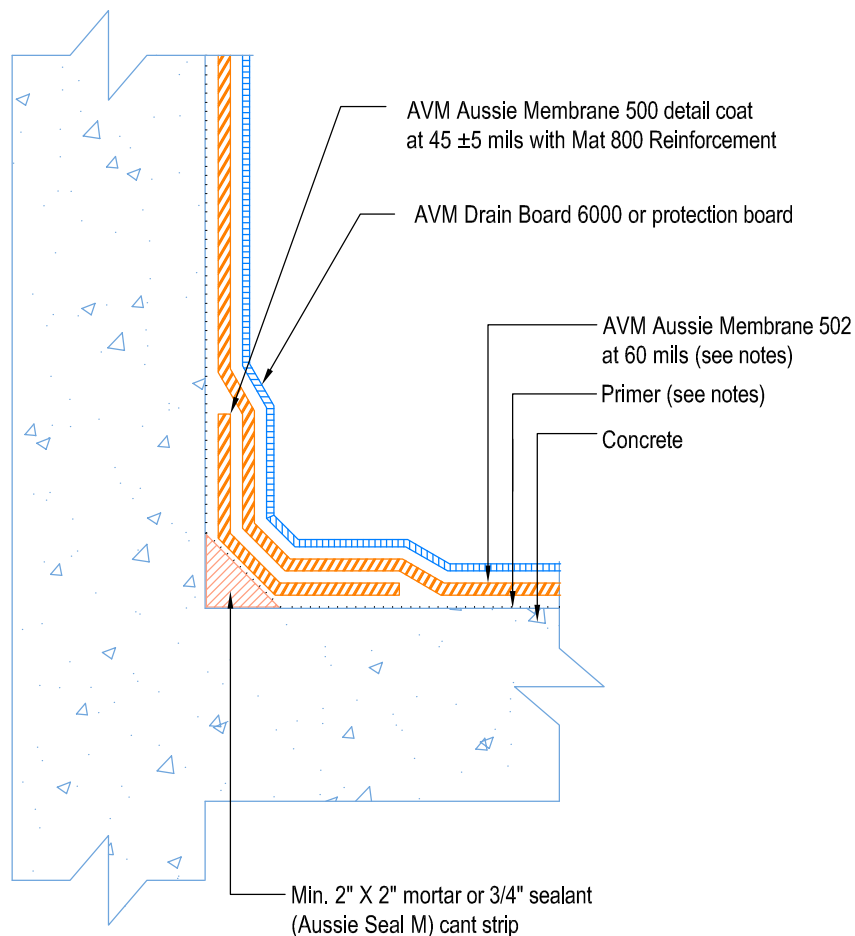 AVM Aussie Membrane 500 detail coat
at 45 ±5 mils with Mat 800 Reinforcement
AVM Drain Board 6000 or protection board
AVM Aussie Membrane 502
at 60 mils (see notes)
Primer (see notes)
Concrete
Min. 2" X 2" mortar or 3/4" sealant
(Aussie Seal M) cant strip